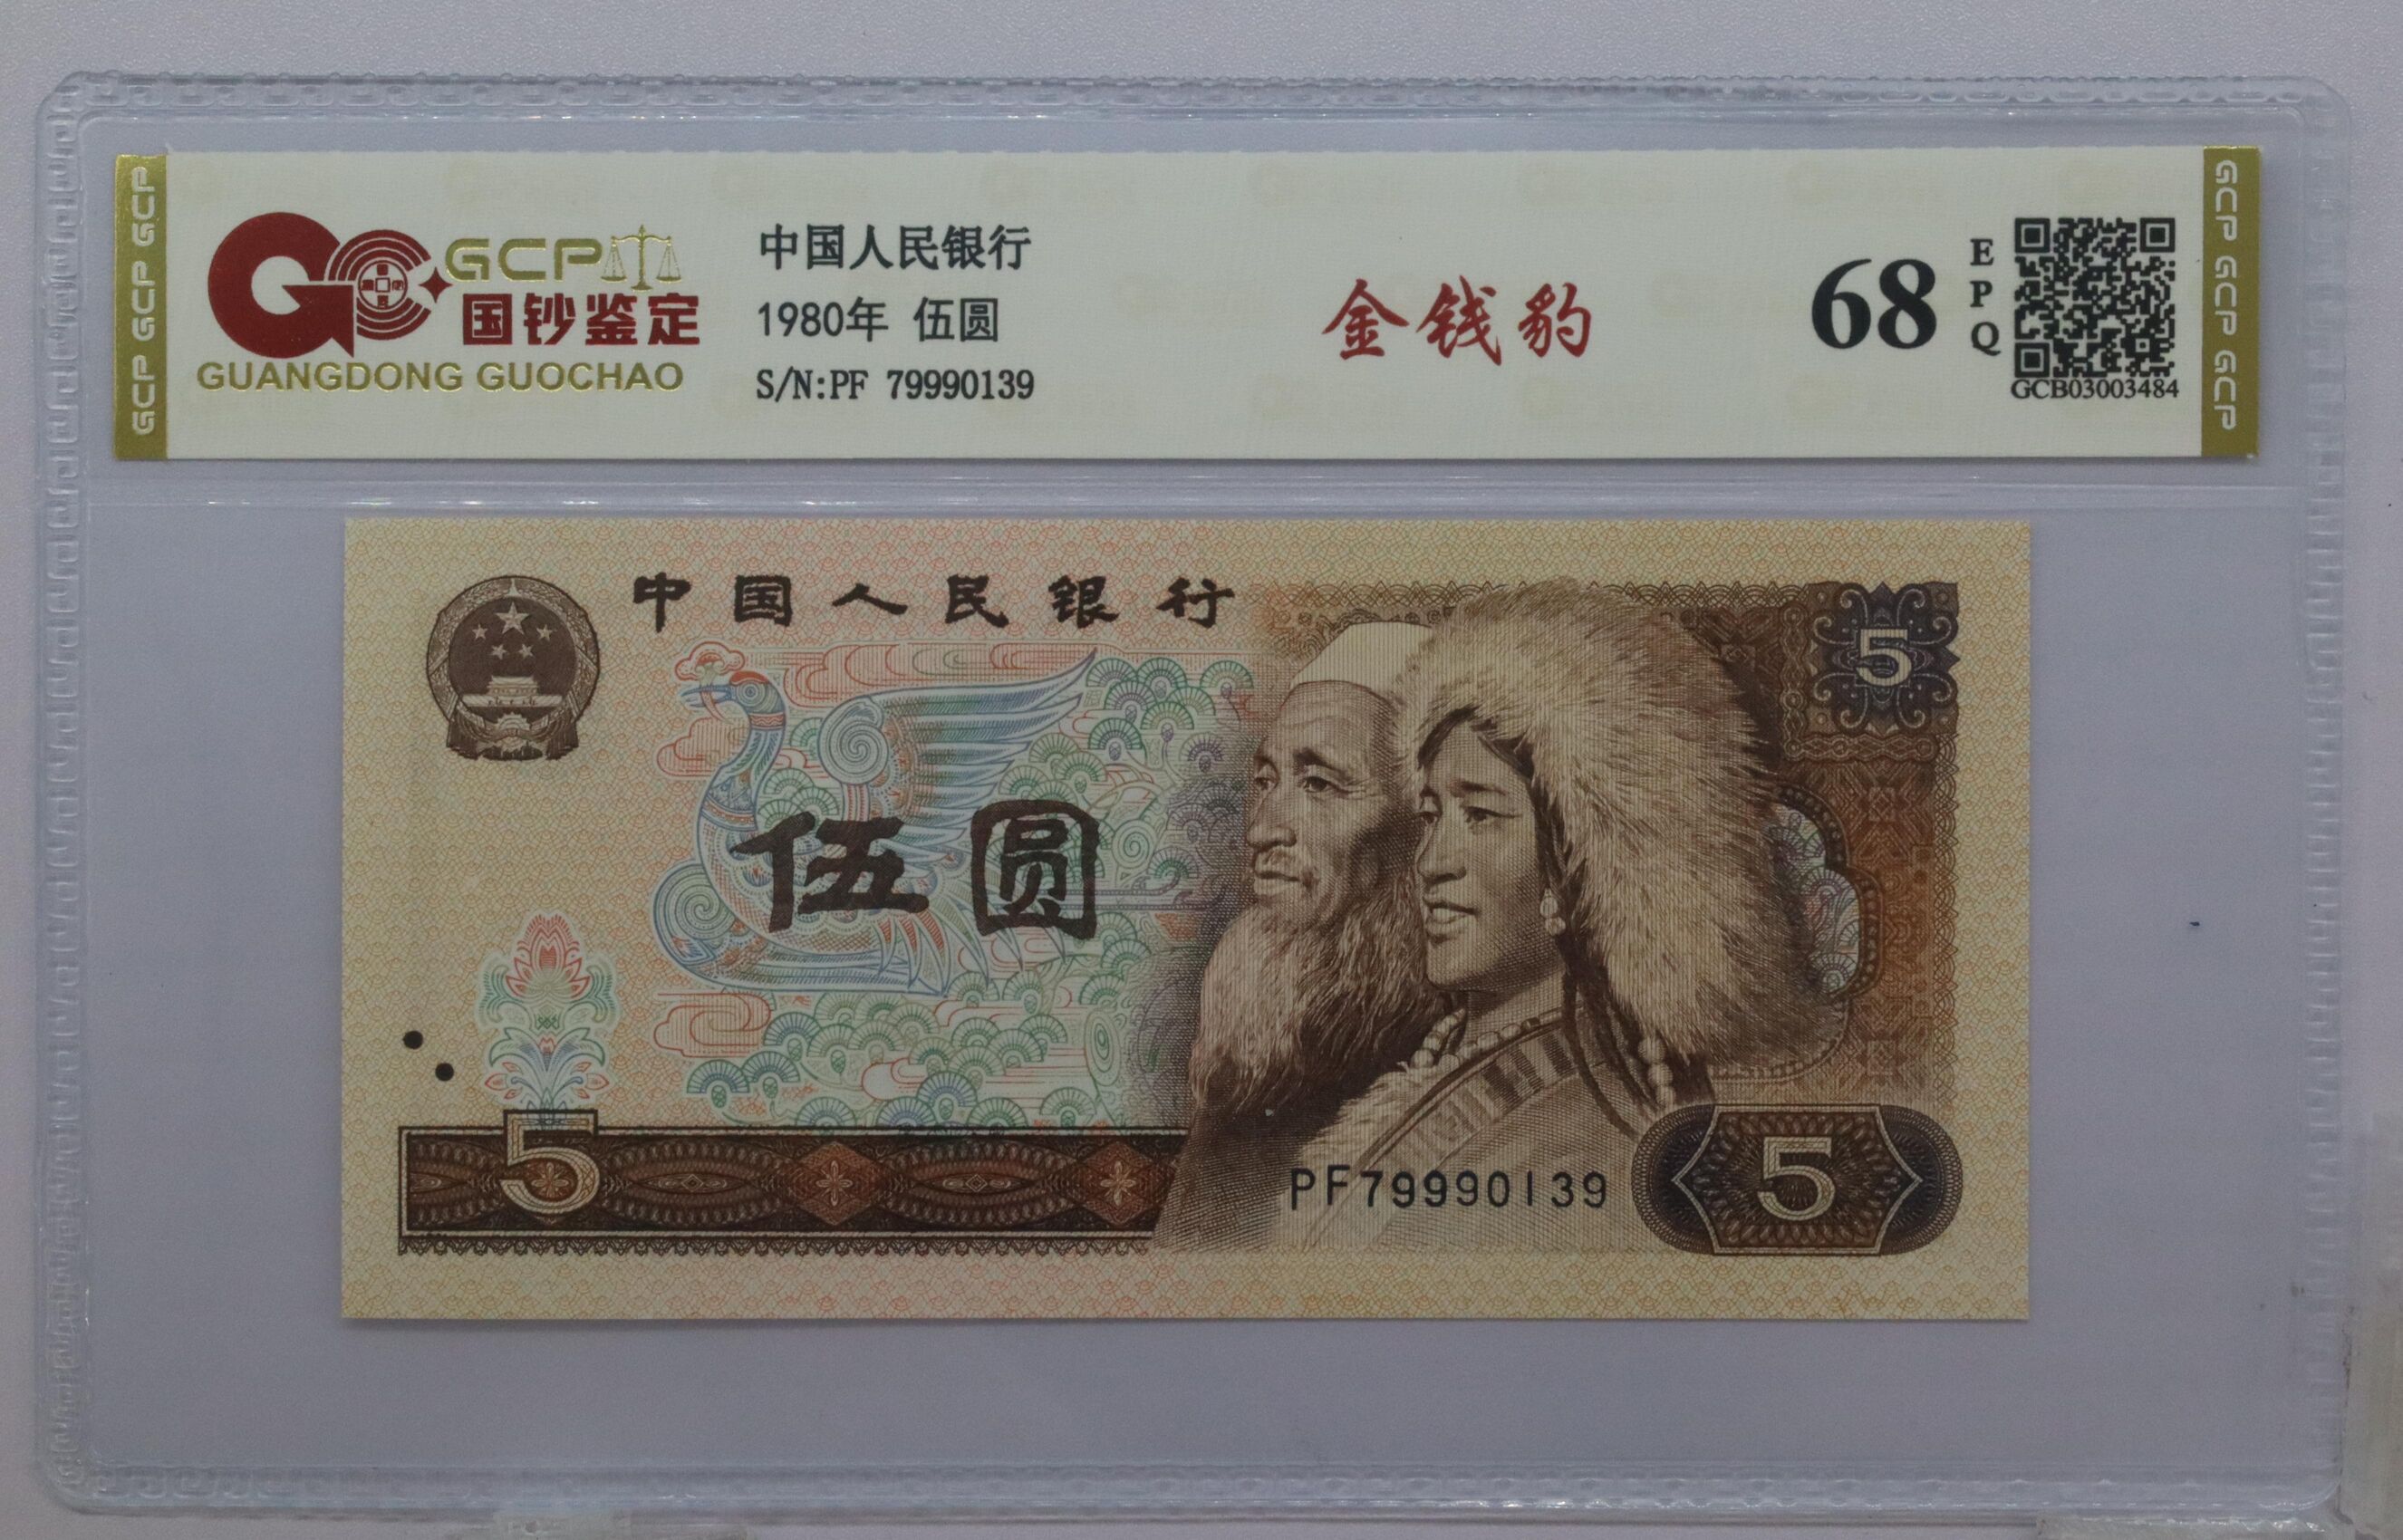 GCP GCP GCP
GCP
国钞鉴定
GUANGDONG GUOCHAO
中国人民银行
1980年 伍圆
S/N:PF 79990139
金钱豹
68
E
P
Q
GCB03003484
GCP GCP GCP
中国人民银行
5
伍圆
5
PF79990139
5